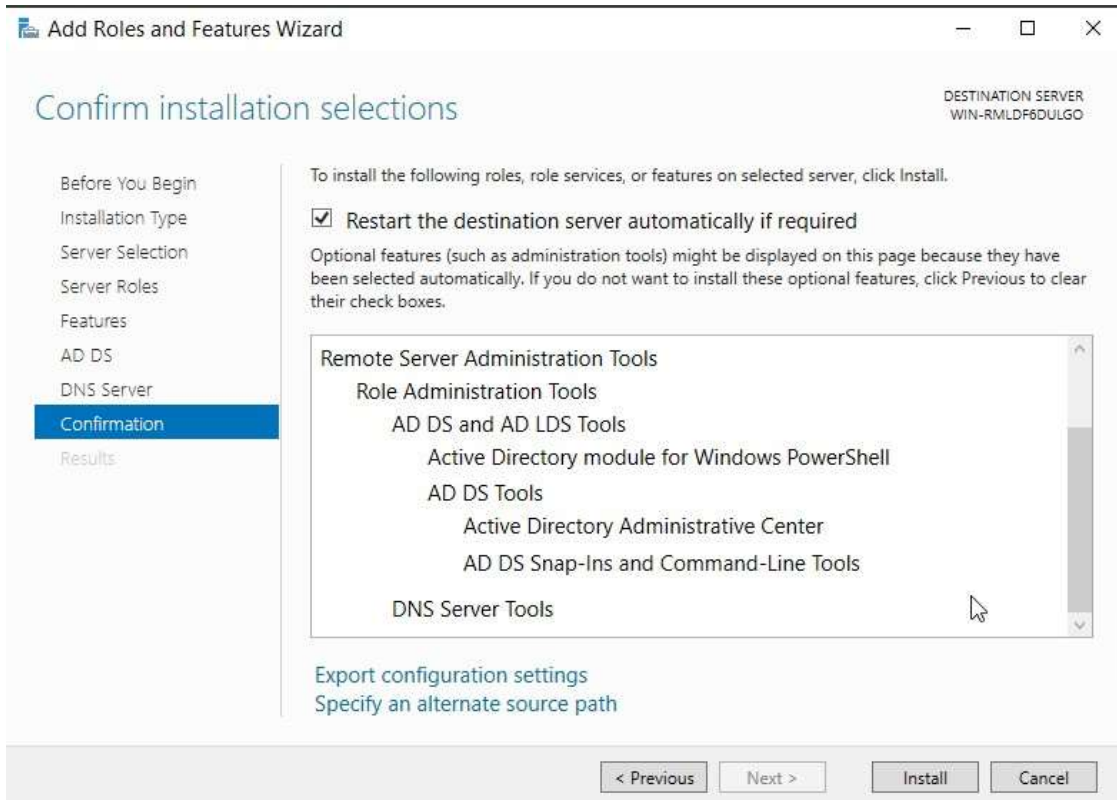 Add Roles and Features Wizard
Confirm installation selections
DESTINATION SERVER
WIN-RMLDF6DULGO
Before You Begin
Installation Type
Server Selection
Server Roles
Features
AD DS
DNS Server
Confirmation
Results
To install the following roles, role services, or features on selected server, click Install.
Restart the destination server automatically if required
Optional features (such as administration tools) might be displayed on this page because they have
been selected automatically. If you do not want to install these optional features, click Previous to clear
their check boxes.
Remote Server Administration Tools
Role Administration Tools
AD DS and AD LDS Tools
Active Directory module for Windows PowerShell
AD DS Tools
Active Directory Administrative Center
AD DS Snap-Ins and Command-Line Tools
DNS Server Tools
Export configuration settings
Specify an alternate source path
< Previous
Next >
Install
Cancel